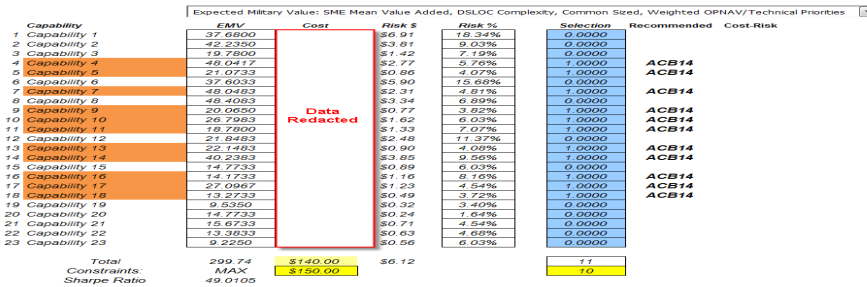 Expected Military Value: SME Mean Value Added, DSLOC Complexity, Common Sized, Weighted OPNAV/Technical Priorities
Capability EMV Cost Risk $ Risk % Selection Recommended Cost-Risk
1 Capability 1 37.6800 $6.91 18.34% 0.0000
2 Capability 2 42.2350 $3.81 9.03% 0.0000
3 Capability 3 19.7800 $1.42 7.19% 0.0000
4 Capability 4 48.0417 $2.77 5.76% 1.0000 ACB14
5 Capability 5 21.0733 $0.86 4.07% 1.0000 ACB14
6 Capability 6 37.6033 $5.90 15.68% 0.0000
7 Capability 7 48.0483 $2.31 4.81% 1.0000 ACB14
8 Capability 8 48.4083 $3.34 6.89% 0.0000
9 Capability 9 20.0650 Data $0.77 3.82% 1.0000 ACB14
10 Capability 10 26.7983 Redacted $1.62 6.03% 1.0000 ACB14
11 Capability 11 18.7800 $1.33 7.07% 1.0000 ACB14
12 Capability 12 21.8483 $2.48 11.37% 0.0000
13 Capability 13 22.1483 $0.90 4.08% 1.0000 ACB14
14 Capability 14 40.2383 $3.85 9.56% 1.0000 ACB14
15 Capability 15 14.7733 $0.89 6.03% 0.0000
16 Capability 16 14.1733 $1.16 8.16% 1.0000 ACB14
17 Capability 17 27.0967 $1.23 4.54% 1.0000 ACB14
18 Capability 18 13.2733 $0.49 3.72% 1.0000 ACB14
19 Capability 19 9.5350 $0.32 3.40% 0.0000
20 Capability 20 14.7733 $0.24 1.64% 0.0000
21 Capability 21 15.6733 $0.71 4.54% 0.0000
22 Capability 22 13.3833 $0.63 4.68% 0.0000
23 Capability 23 9.2250 $0.56 6.03% 0.0000
Total 299.74 $140.00 $6.12 11
Constraints: MAX $150.00 10
Sharpe Ratio 49.0105